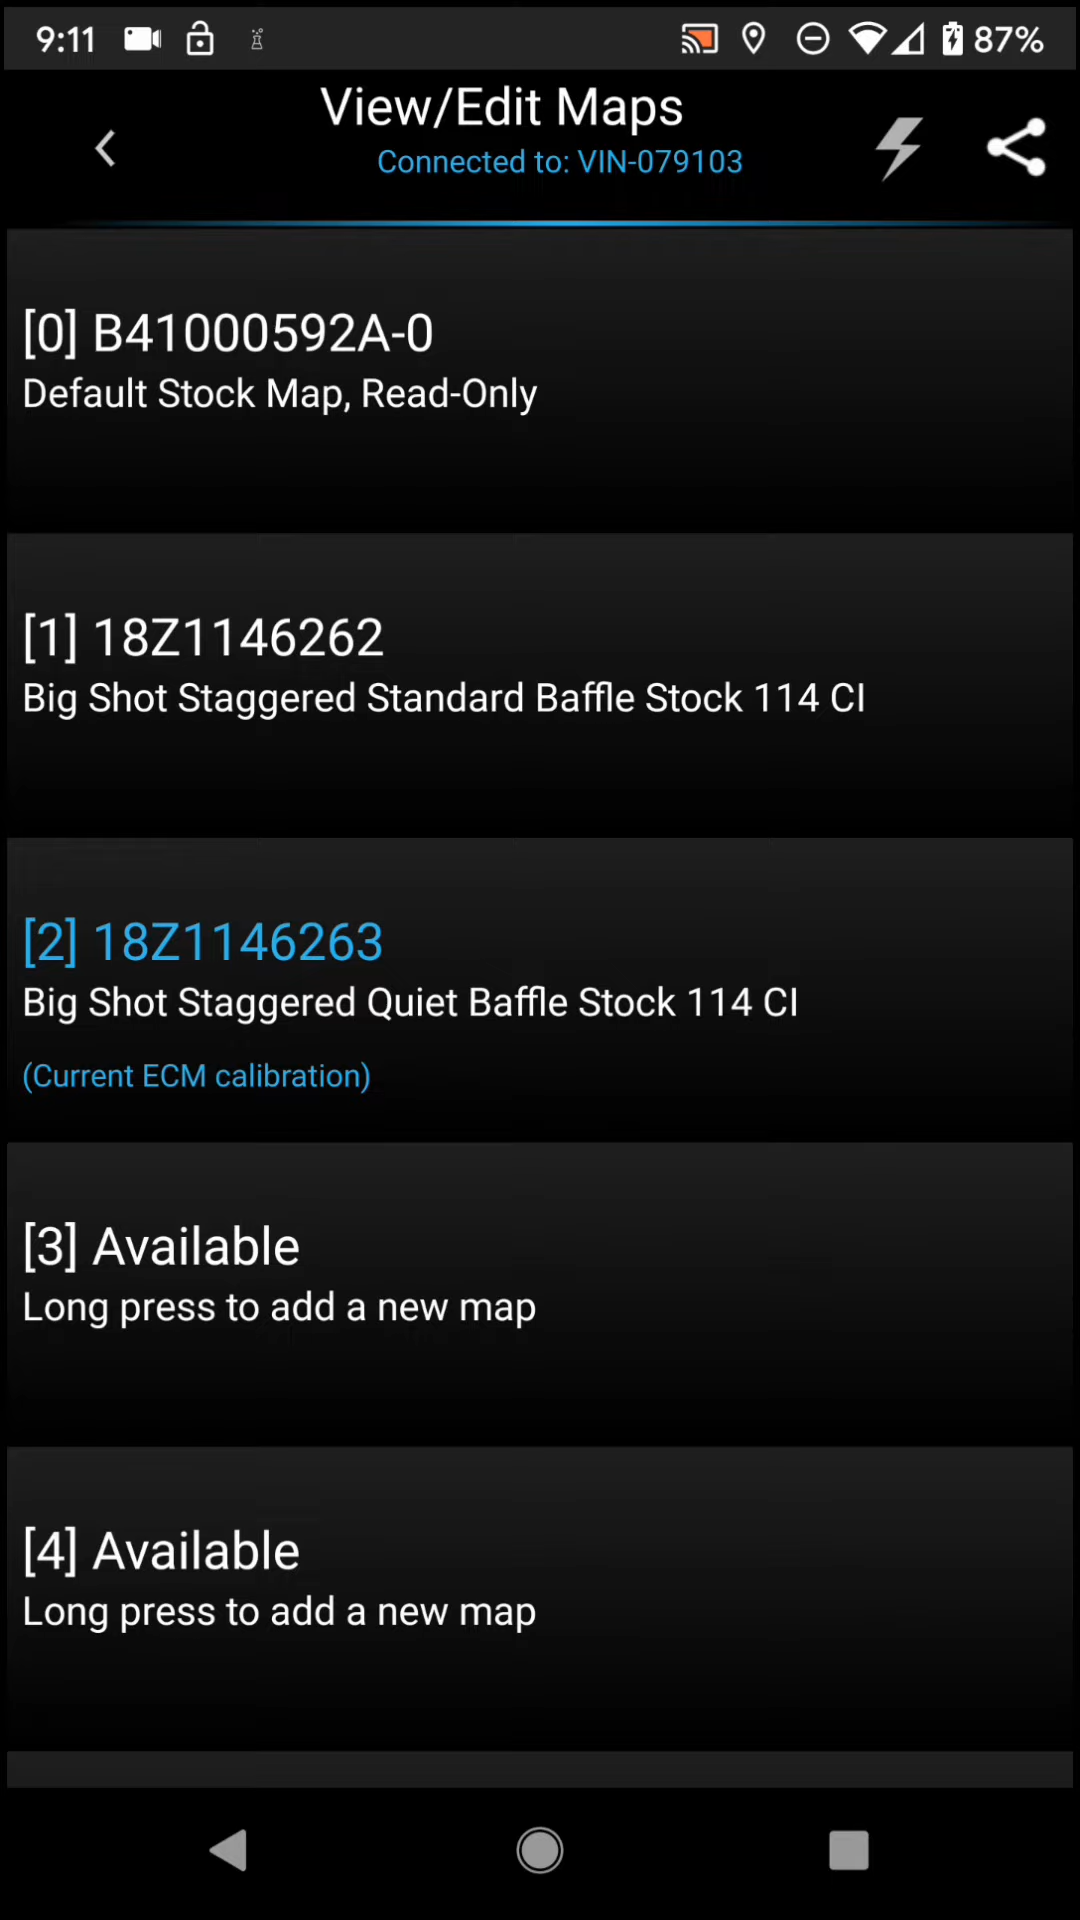 9:11
87%
View/Edit Maps
Connected to: VIN-079103
[0] B41000592A-0
Default Stock Map, Read-Only
[1] 18Z1146262
Big Shot Staggered Standard Baffle Stock 114 CI
[2] 18Z1146263
Big Shot Staggered Quiet Baffle Stock 114 CI
(Current ECM calibration)
[3] Available
Long press to add a new map
[4] Available
Long press to add a new map